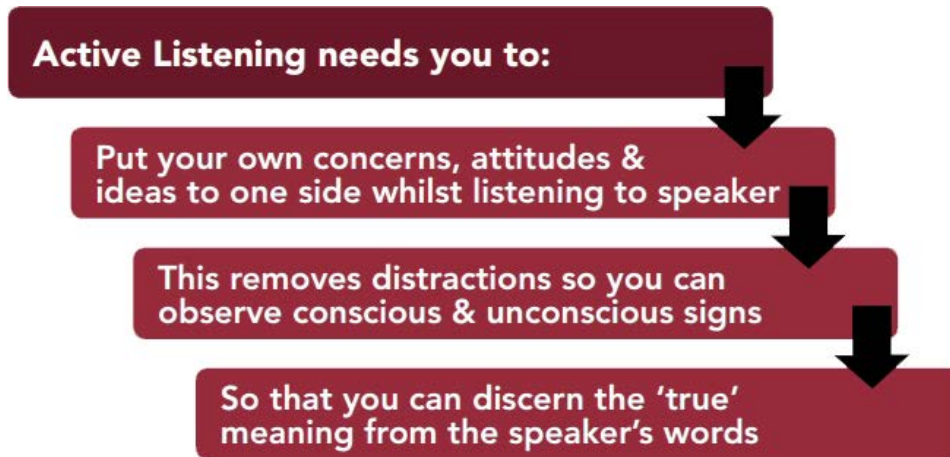 Active Listening needs you to:
Put your own concerns, attitudes &
ideas to one side whilst listening to speaker
This removes distractions so you can
observe conscious & unconscious signs
So that you can discern the ‘true’
meaning from the speaker’s words